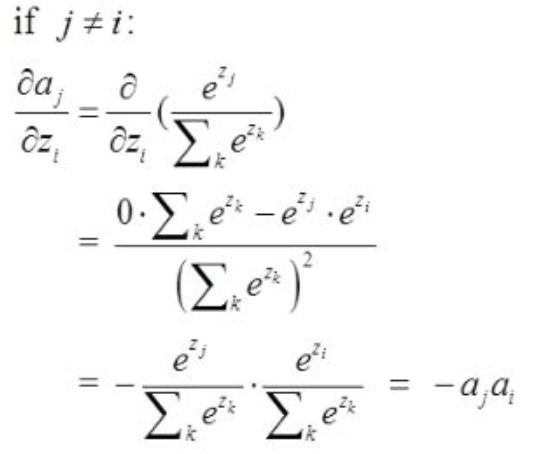 if j ≠ i:
∂a_j/∂z_i = ∂/∂z_i (e^{z_j} / ∑_k e^{z_k})
= (0·∑_k e^{z_k} − e^{z_j} · e^{z_i}) / (∑_k e^{z_k})^2
= − e^{z_j} / ∑_k e^{z_k} · e^{z_i} / ∑_k e^{z_k} = −a_j a_i